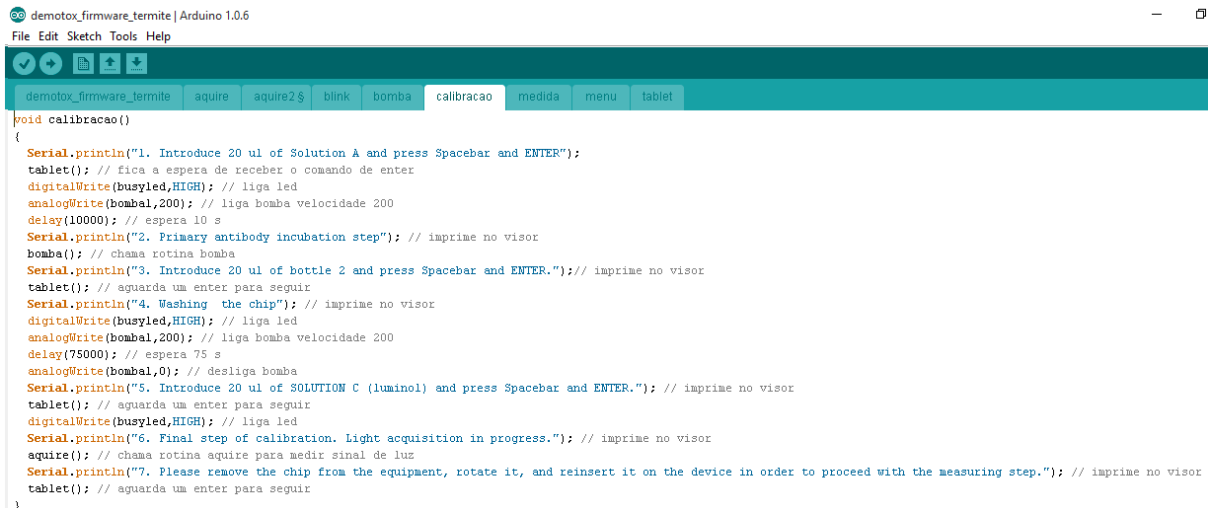 demotox_firmware_termite | Arduino 1.0.6
File Edit Sketch Tools Help
demotox_firmware_termite aquire aquire2 § blink bomba calibracao medida menu tablet
void calibracao()
{
  Serial.println("1. Introduce 20 ul of Solution A and press Spacebar and ENTER");
  tablet(); // fica a espera de receber o comando de enter
  digitalWrite(busyled,HIGH); // liga led
  analogWrite(bomba1,200); // liga bomba velocidade 200
  delay(10000); // espera 10 s
  Serial.println("2. Primary antibody incubation step"); // imprime no visor
  bomba(); // chama rotina bomba
  Serial.println("3. Introduce 20 ul of bottle 2 and press Spacebar and ENTER.");// imprime no visor
  tablet(); // aguarda um enter para seguir
  Serial.println("4. Washing  the chip"); // imprime no visor
  digitalWrite(busyled,HIGH); // liga led
  analogWrite(bomba1,200); // liga bomba velocidade 200
  delay(75000); // espera 75 s
  analogWrite(bomba1,0); // desliga bomba
  Serial.println("5. Introduce 20 ul of SOLUTION C (luminol) and press Spacebar and ENTER."); // imprime no visor
  tablet(); // aguarda um enter para seguir
  digitalWrite(busyled,HIGH); // liga led
  Serial.println("6. Final step of calibration. Light acquisition in progress."); // imprime no visor
  aquire(); // chama rotina aquire para medir sinal de luz
  Serial.println("7. Please remove the chip from the equipment, rotate it, and reinsert it on the device in order to proceed with the measuring step."); // imprime no visor
  tablet(); // aguarda um enter para seguir
}